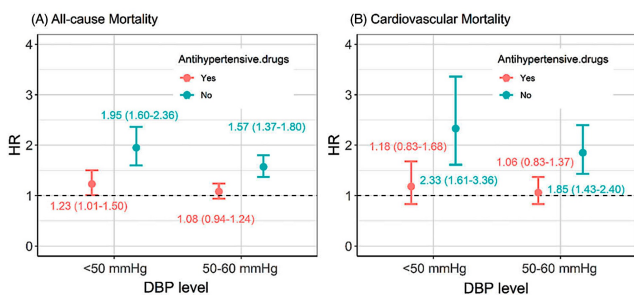 (A) All-cause Mortality
4
3
2
1
0
HR
Antihypertensive.drugs
Yes
No
1.95 (1.60-2.36)
1.57 (1.37-1.80)
1.23 (1.01-1.50)
1.08 (0.94-1.24)
<50 mmHg
50-60 mmHg
DBP level
(B) Cardiovascular Mortality
4
3
2
1
0
HR
Antihypertensive.drugs
Yes
No
1.18 (0.83-1.68)
1.06 (0.83-1.37)
2.33 (1.61-3.36)
1.85 (1.43-2.40)
<50 mmHg
50-60 mmHg
DBP level